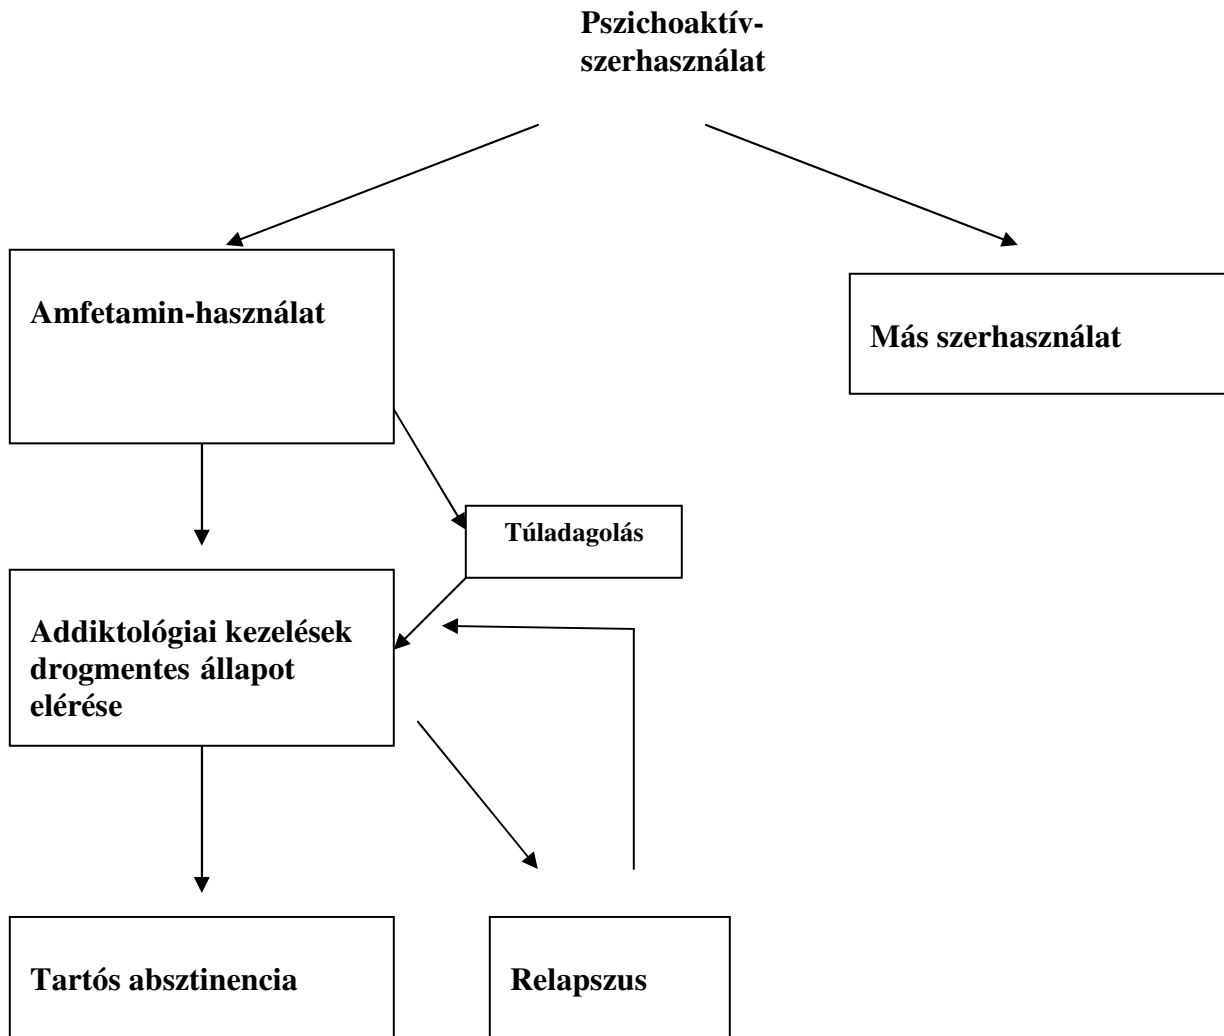 Pszichoaktív-
szerhasználat
Amfetamin-használat
Más szerhasználat
Túladagolás
Addiktológiai kezelések
drogmentes állapot
elérése
Tartós absztinencia
Relapszus